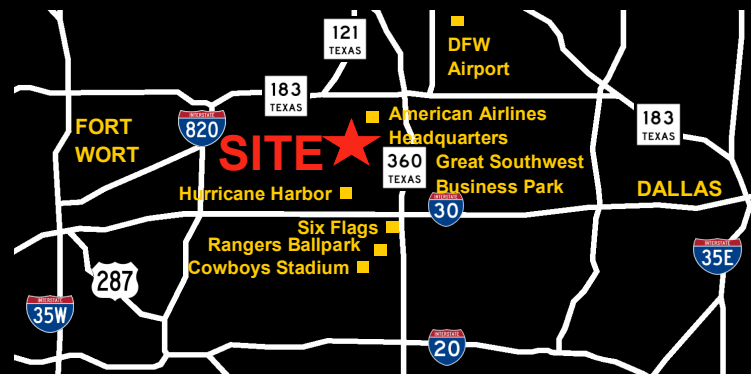 121
TEXAS
DFW
Airport
183
TEXAS
American Airlines
Headquarters
183
TEXAS
FORT
WORT
INTERSTATE
820
SITE
360
TEXAS
Great Southwest
Business Park
Hurricane Harbor
DALLAS
INTERSTATE
30
Six Flags
Rangers Ballpark
Cowboys Stadium
INTERSTATE
35E
287
INTERSTATE
35W
INTERSTATE
20